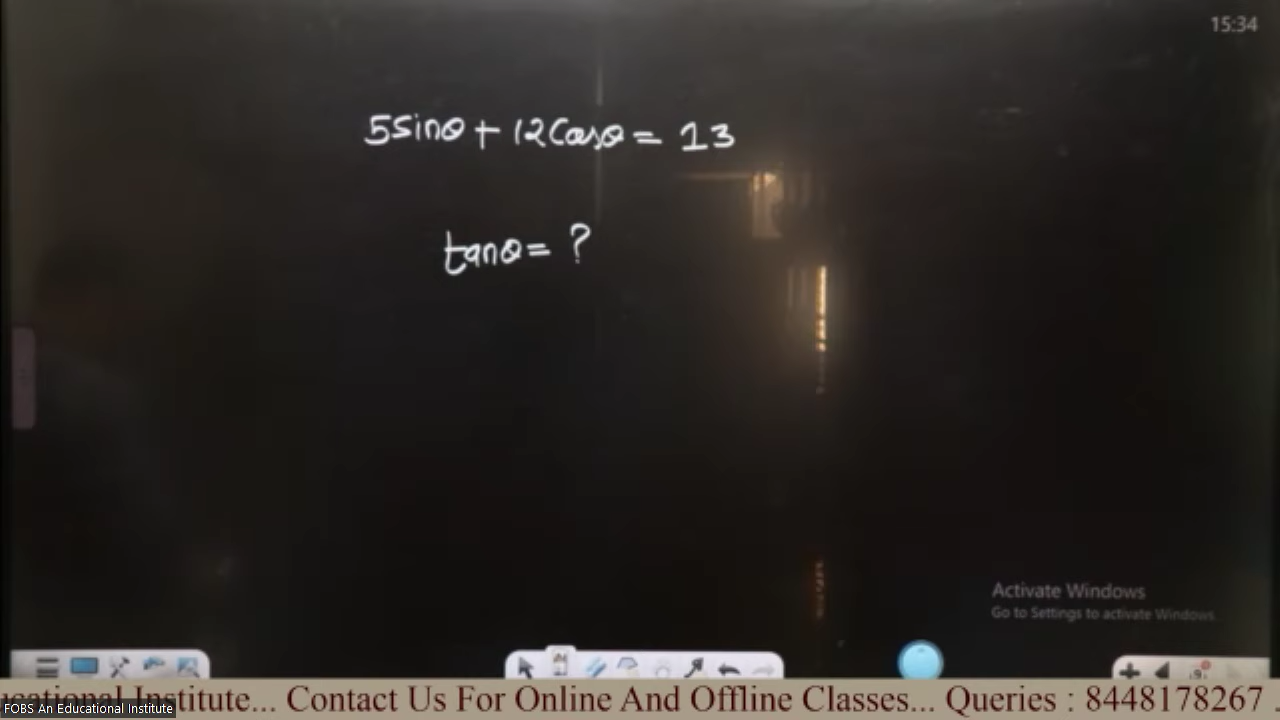 15:34
5sinθ + 12Cosθ = 13
tanθ = ?
Activate Windows
Go to Settings to activate Windows.
ucational Institute... Contact Us For Online And Offline Classes... Queries : 8448178267 .
FOBS An Educational Institute